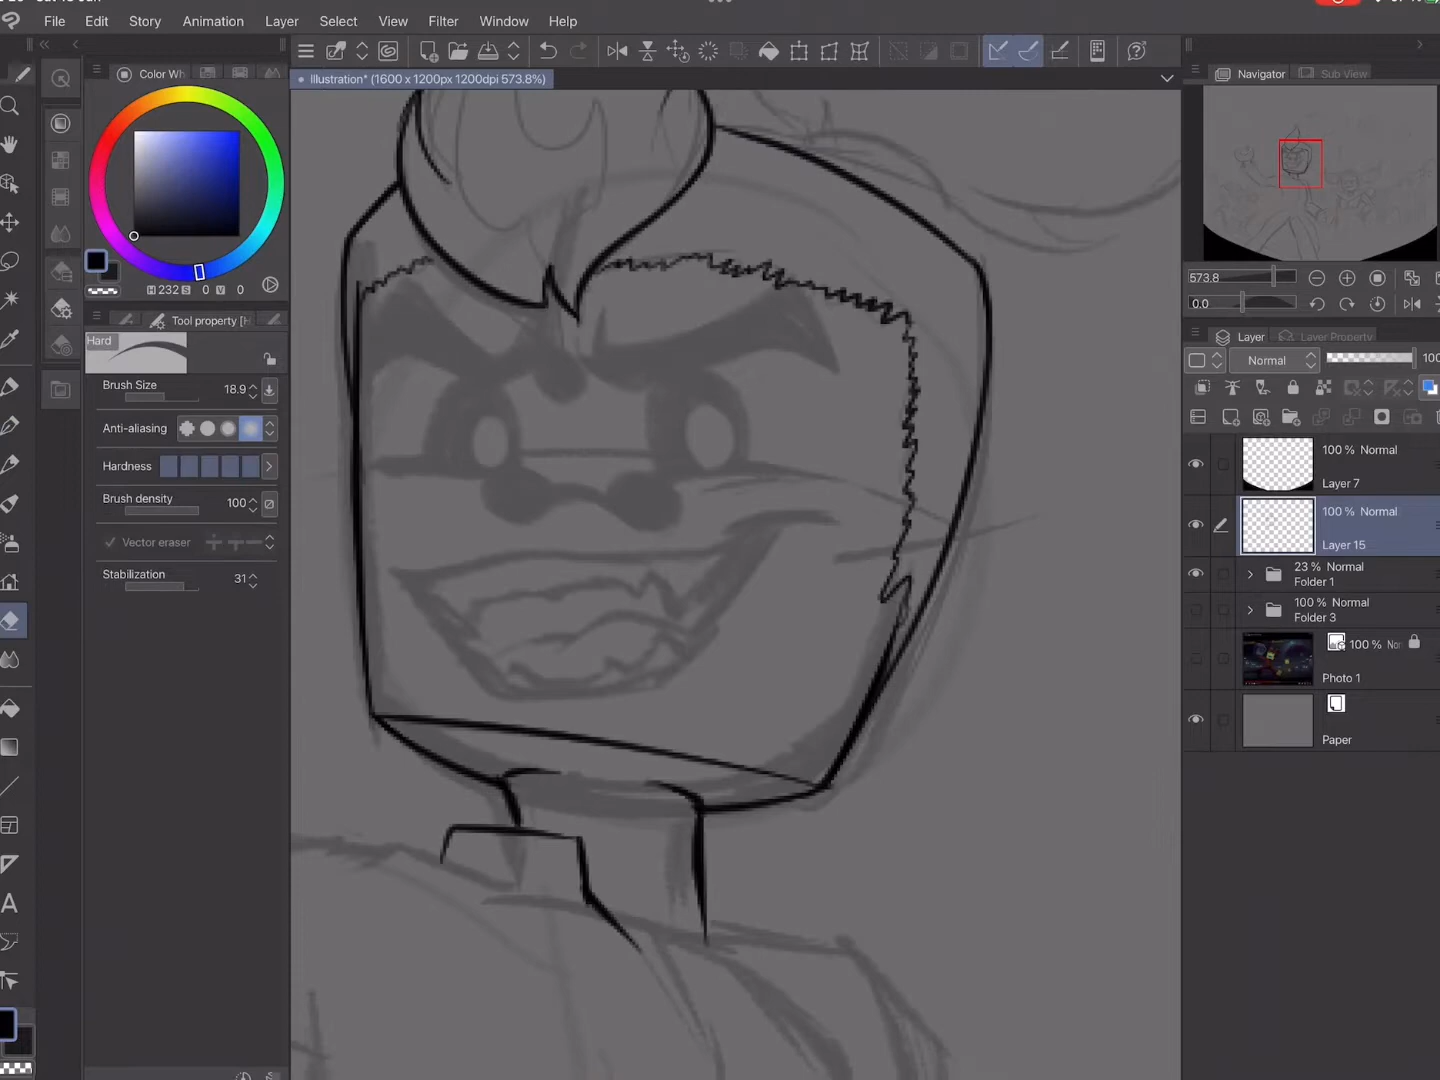 File Edit Story Animation Layer Select View Filter Window Help
Color Wh
Illustration* (1600 x 1200px 1200dpi 573.8%)
Navigator Sub View
H 232 S 0 V 0
573.8
0.0
Tool property [H
Hard
Layer Layer Property
Normal 100
Brush Size 18.9
Anti-aliasing
Hardness
Brush density 100
Vector eraser
Stabilization 31
100 % Normal
Layer 7
100 % Normal
Layer 15
23 % Normal
Folder 1
100 % Normal
Folder 3
100 % Nor
Photo 1
Paper
A